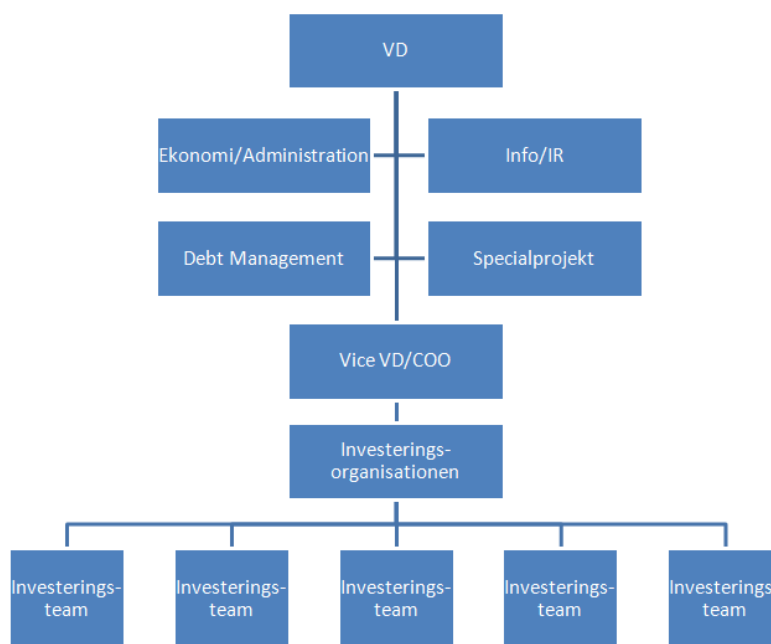 VD
Ekonomi/Administration
Info/IR
Debt Management
Specialprojekt
Vice VD/COO
Investerings-
organisationen
Investerings-
team
Investerings-
team
Investerings-
team
Investerings-
team
Investerings
team